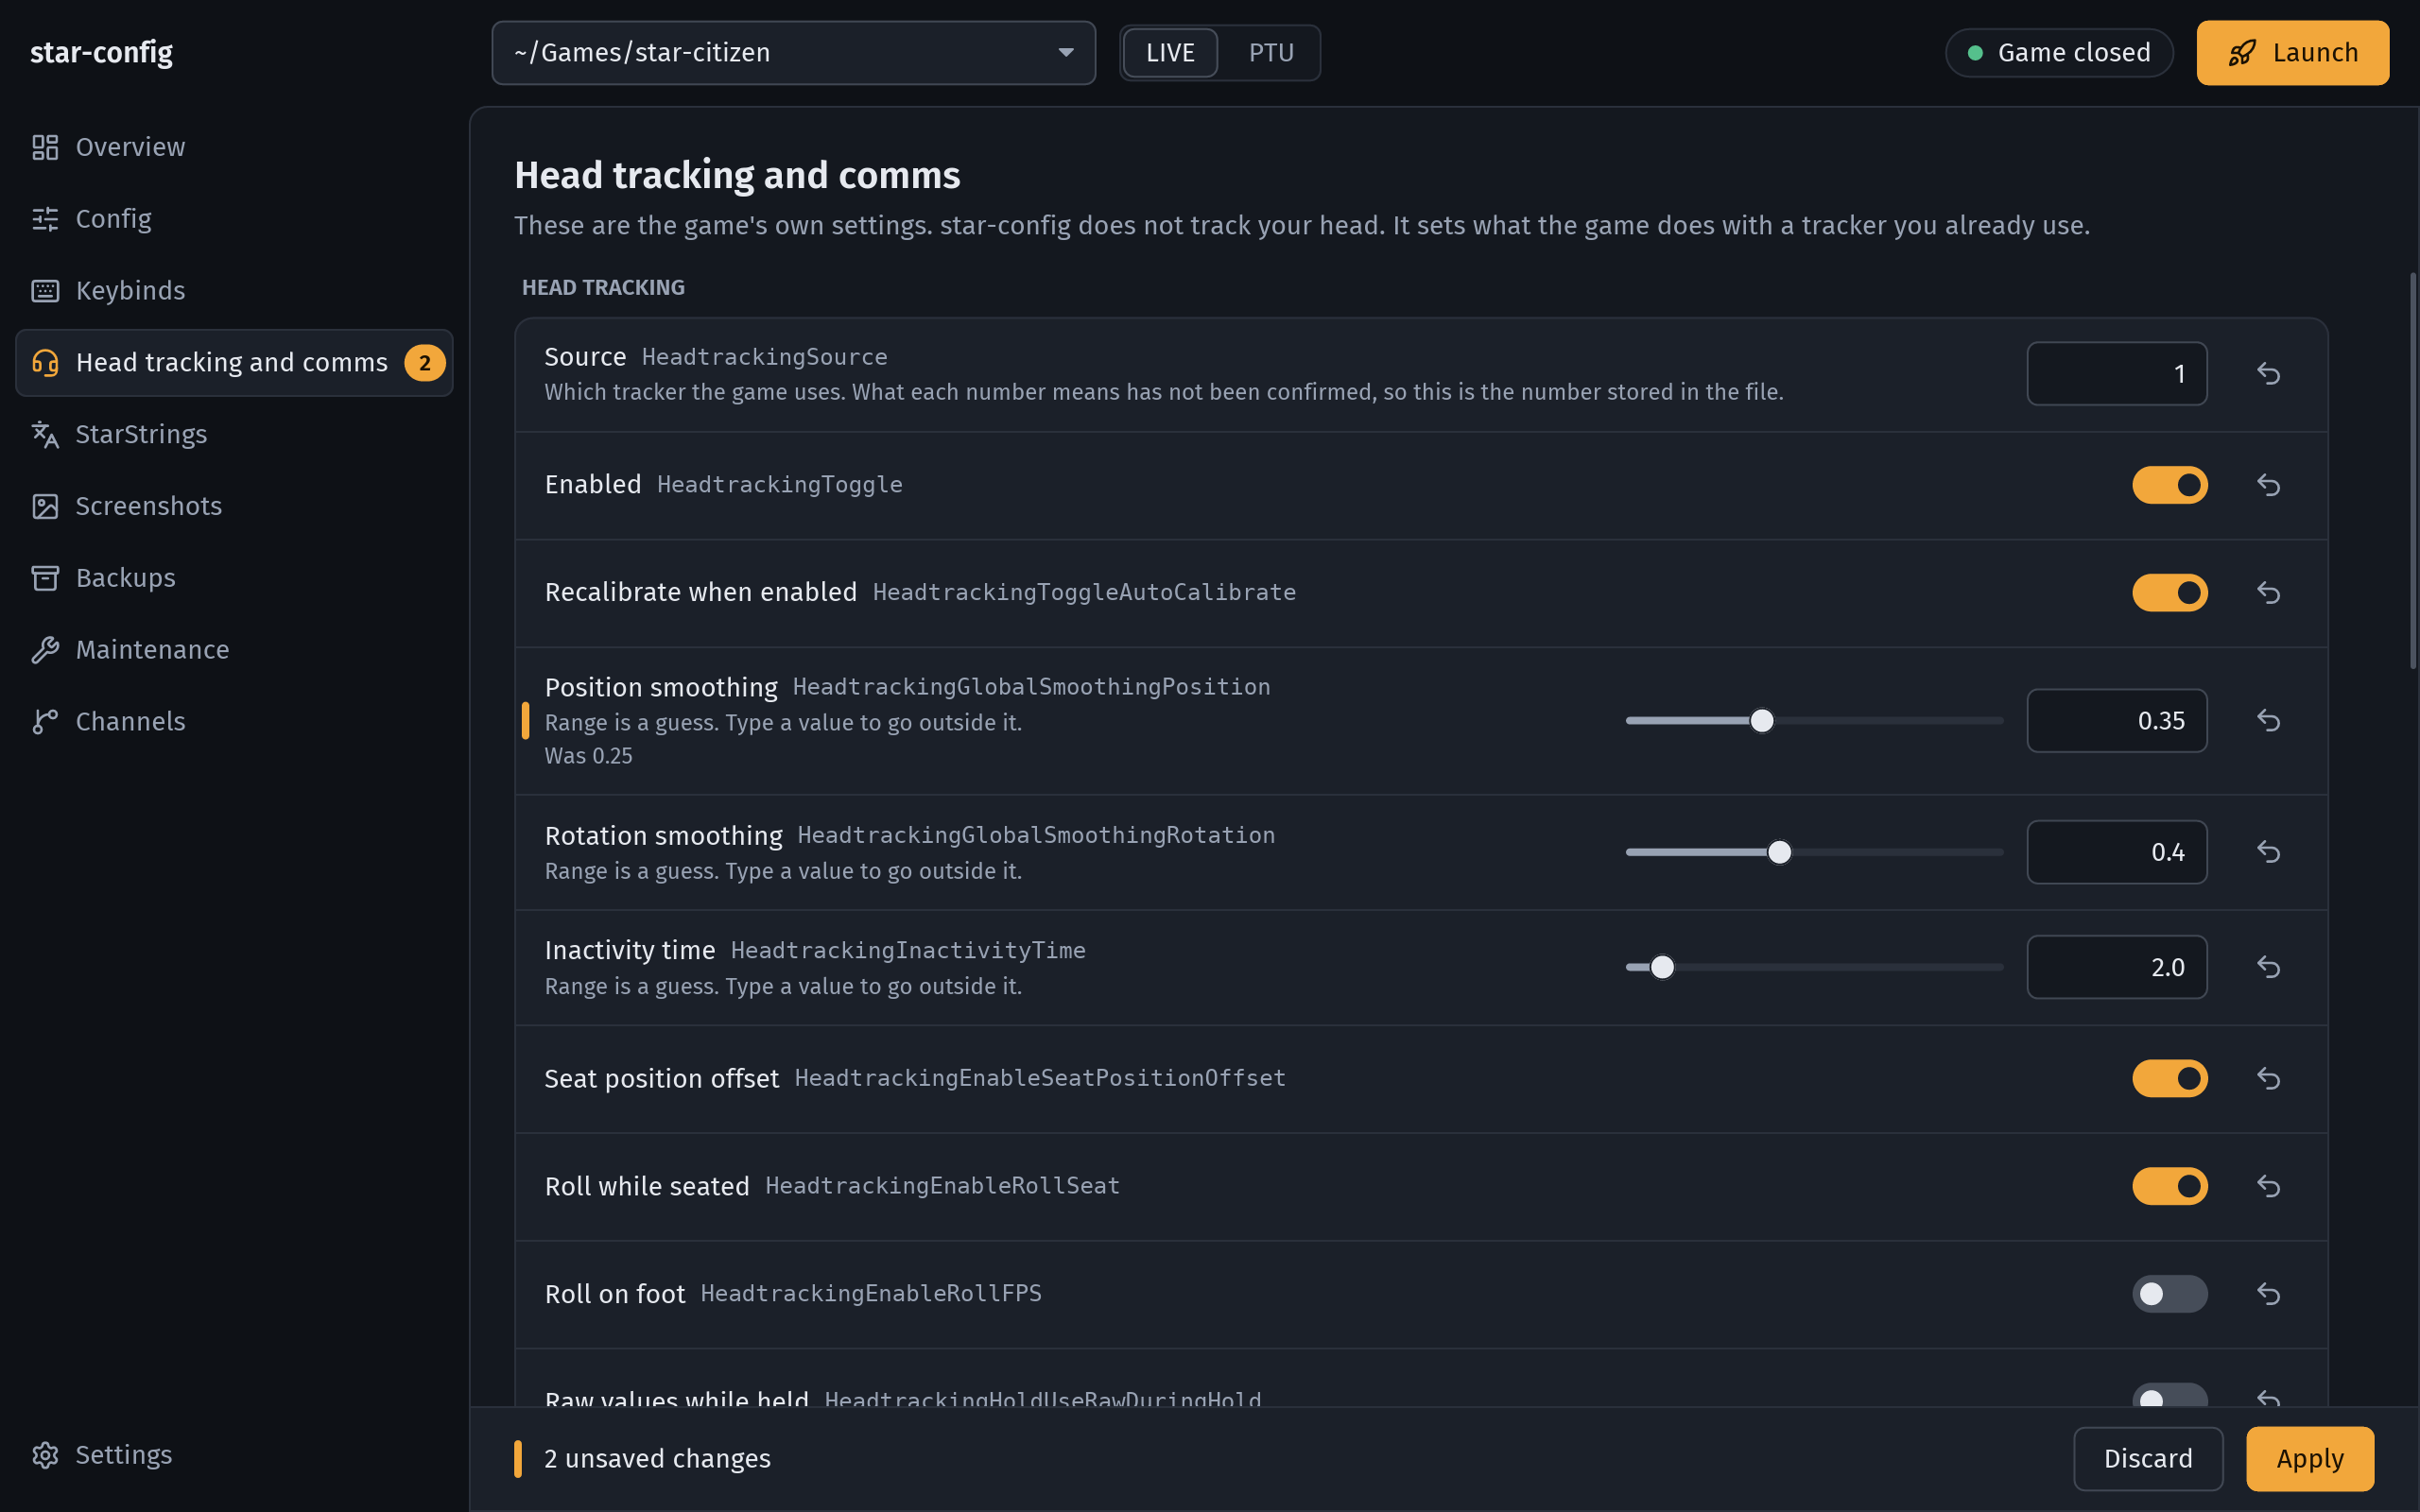 star-config
~/Games/star-citizen
LIVE
PTU
Game closed
Launch
Overview
Config
Keybinds
Head tracking and comms 2
StarStrings
Screenshots
Backups
Maintenance
Channels
Settings
Head tracking and comms
These are the game's own settings. star-config does not track your head. It sets what the game does with a tracker you already use.
HEAD TRACKING
Source HeadtrackingSource
Which tracker the game uses. What each number means has not been confirmed, so this is the number stored in the file.
1
Enabled HeadtrackingToggle
Recalibrate when enabled HeadtrackingToggleAutoCalibrate
Position smoothing HeadtrackingGlobalSmoothingPosition
Range is a guess. Type a value to go outside it.
Was 0.25
0.35
Rotation smoothing HeadtrackingGlobalSmoothingRotation
Range is a guess. Type a value to go outside it.
0.4
Inactivity time HeadtrackingInactivityTime
Range is a guess. Type a value to go outside it.
2.0
Seat position offset HeadtrackingEnableSeatPositionOffset
Roll while seated HeadtrackingEnableRollSeat
Roll on foot HeadtrackingEnableRollFPS
Raw values while held HeadtrackingHoldUseRawDuringHold
2 unsaved changes
Discard
Apply